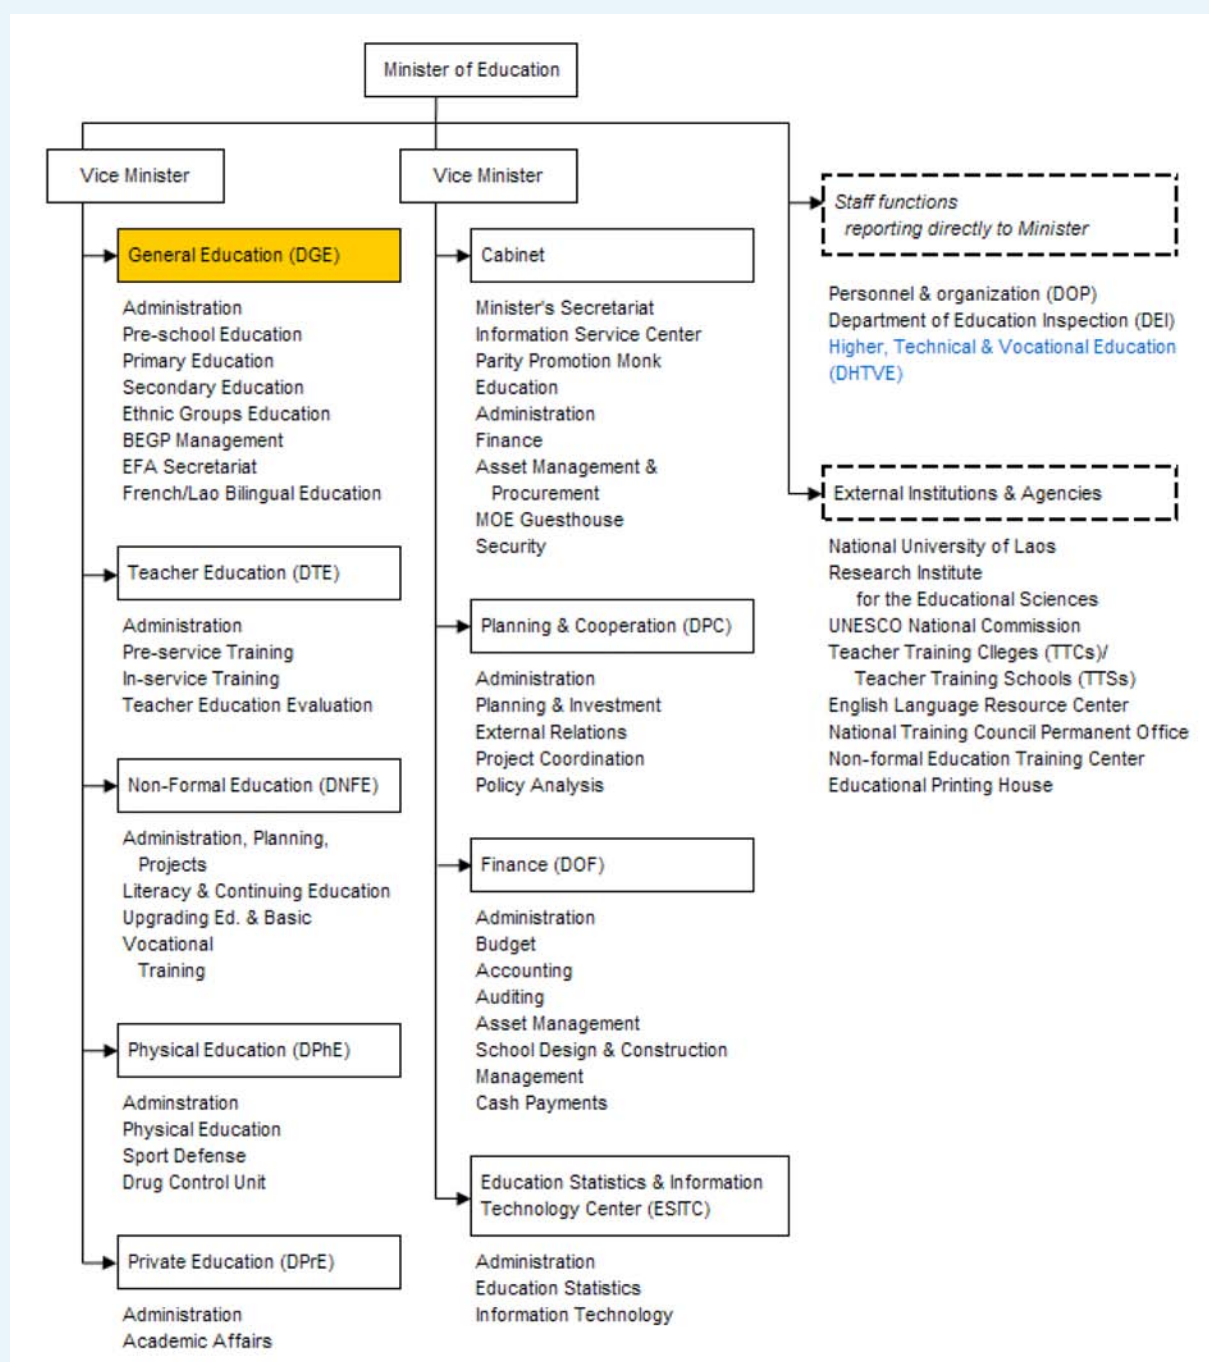 Minister of Education
Vice Minister
General Education (DGE)
Administration
Pre-school Education
Primary Education
Secondary Education
Ethnic Groups Education
BEGP Management
EFA Secretariat
French/Lao Bilingual Education
Teacher Education (DTE)
Administration
Pre-service Training
In-service Training
Teacher Education Evaluation
Non-Formal Education (DNFE)
Administration, Planning,
Projects
Literacy & Continuing Education
Upgrading Ed. & Basic
Vocational
Training
Physical Education (DPhE)
Adminstration
Physical Education
Sport Defense
Drug Control Unit
Private Education (DPrE)
Administration
Academic Affairs
Vice Minister
Cabinet
Minister's Secretariat
Information Service Center
Parity Promotion Monk
Education
Administration
Finance
Asset Management &
Procurement
MOE Guesthouse
Security
Planning & Cooperation (DPC)
Administration
Planning & Investment
External Relations
Project Coordination
Policy Analysis
Finance (DOF)
Administration
Budget
Accounting
Auditing
Asset Management
School Design & Construction
Management
Cash Payments
Education Statistics & Information
Technology Center (ESITC)
Administration
Education Statistics
Information Technology
Staff functions
reporting directly to Minister
Personnel & organization (DOP)
Department of Education Inspection (DEI)
Higher, Technical & Vocational Education
(DHTVE)
External Institutions & Agencies
National University of Laos
Research Institute
for the Educational Sciences
UNESCO National Commission
Teacher Training Clleges (TTCs)/
Teacher Training Schools (TTSs)
English Language Resource Center
National Training Council Permanent Office
Non-formal Education Training Center
Educational Printing House